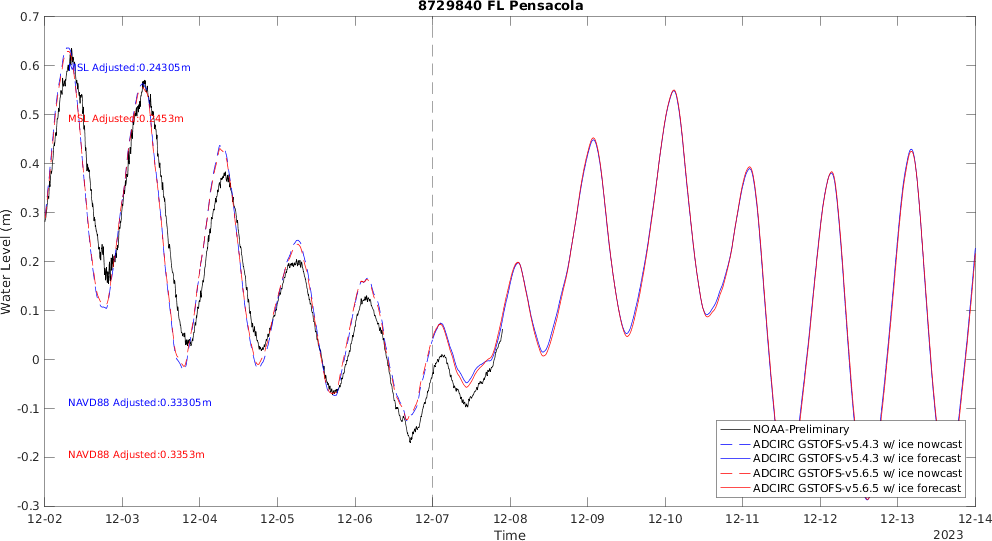 8729840 FL Pensacola
0.7
0.6
0.5
0.4
0.3
0.2
0.1
0
-0.1
-0.2
-0.3
Water Level (m)
MSL Adjusted:0.24305m
MSL Adjusted:0.2453m
NAVD88 Adjusted:0.33305m
NAVD88 Adjusted:0.3353m
NOAA-Preliminary
ADCIRC GSTOFS-v5.4.3 w/ ice nowcast
ADCIRC GSTOFS-v5.4.3 w/ ice forecast
ADCIRC GSTOFS-v5.6.5 w/ ice nowcast
ADCIRC GSTOFS-v5.6.5 w/ ice forecast
12-02 12-03 12-04 12-05 12-06 12-07 12-08 12-09 12-10 12-11 12-12 12-13 12-14
Time
2023